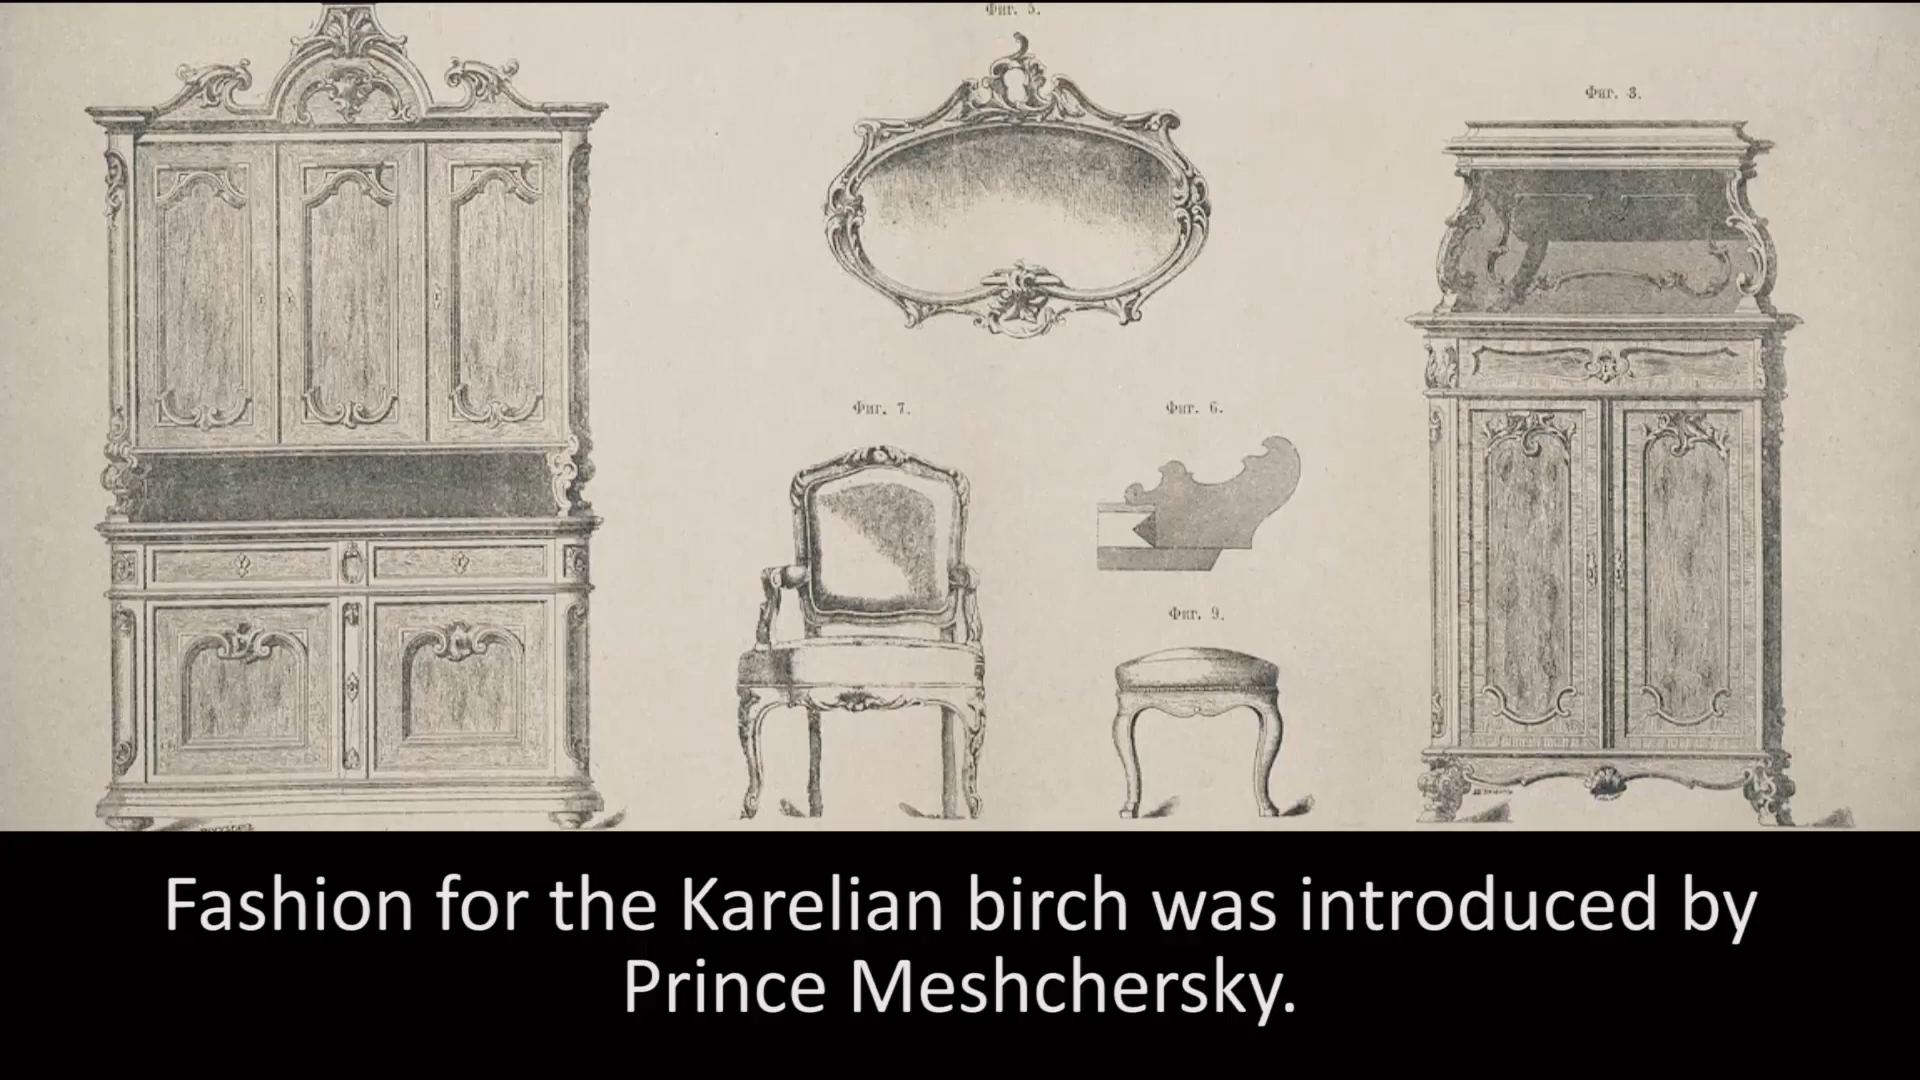 Фиг. 5.
Фиг. 3.
Фиг. 7.
Фиг. 6.
Фиг. 9.
Fashion for the Karelian birch was introduced by
Prince Meshchersky.